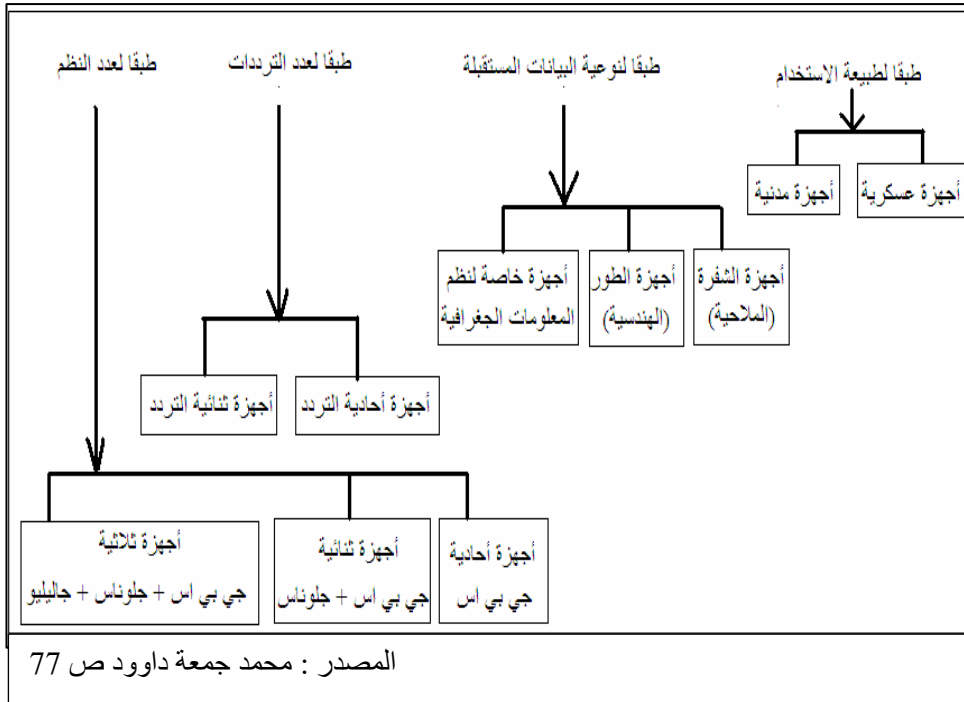 طبقا لطبيعة الاستخدام
أجهزة عسكرية
أجهزة مدنية
طبقا لنوعية البيانات المستقبلة
أجهزة الشفرة
(الملاحية)
أجهزة الطور
(الهندسية)
أجهزة خاصة لنظم
المعلومات الجغرافية
طبقا لعدد الترددات
أجهزة أحادية التردد
أجهزة ثنائية التردد
طبقا لعدد النظم
أجهزة أحادية
جي بي اس
أجهزة ثنائية
جي بي اس + جلوناس
أجهزة ثلاثية
جي بي اس + جلوناس + جاليليو
المصدر : محمد جمعة داوود ص 77